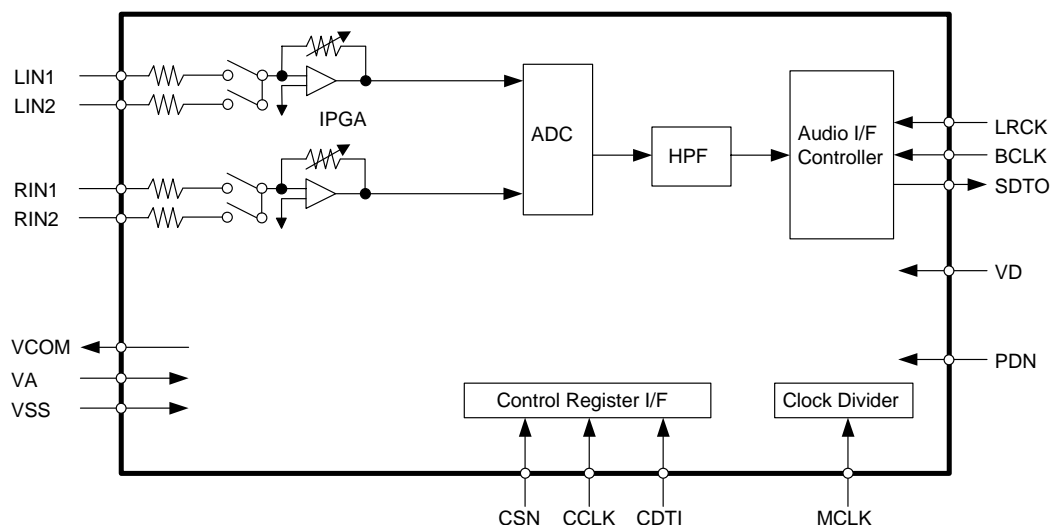 LIN1
LIN2
IPGA
RIN1
RIN2
ADC
HPF
Audio I/F
Controller
LRCK
BCLK
SDTO
VD
PDN
VCOM
VA
VSS
Control Register I/F
Clock Divider
CSN
CCLK
CDTI
MCLK